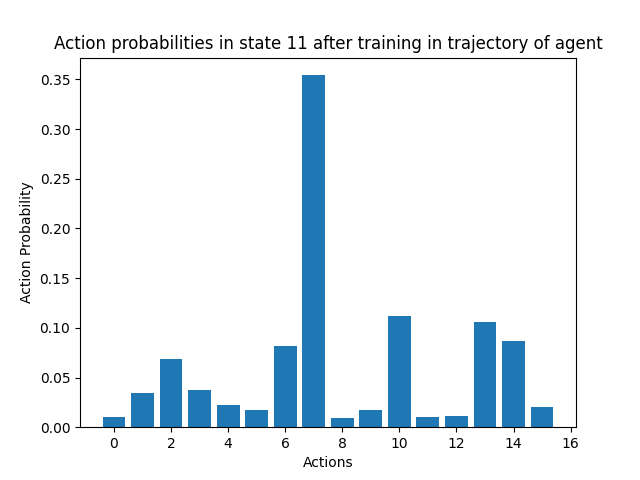 Action probabilities in state 11 after training in trajectory of agent
0.35
0.30
0.25
0.20
0.15
0.10
0.05
0.00
Action Probability
0 2 4 6 8 10 12 14 16
Actions